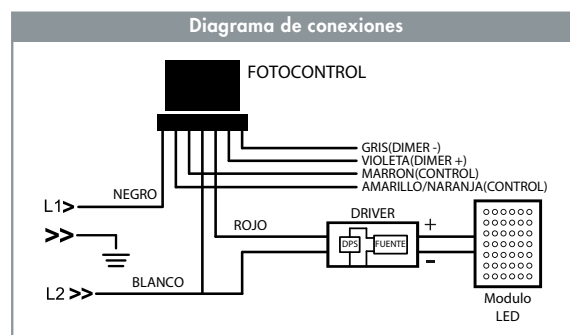 Diagrama de conexiones
FOTOCONTROL
GRIS(DIMER -)
VIOLETA(DIMER +)
MARRON(CONTROL)
AMARILLO/NARANJA(CONTROL)
NEGRO
L1>
ROJO
DRIVER
+
>>
DPS
FUENTE
-
BLANCO
L2 >>
Modulo
LED